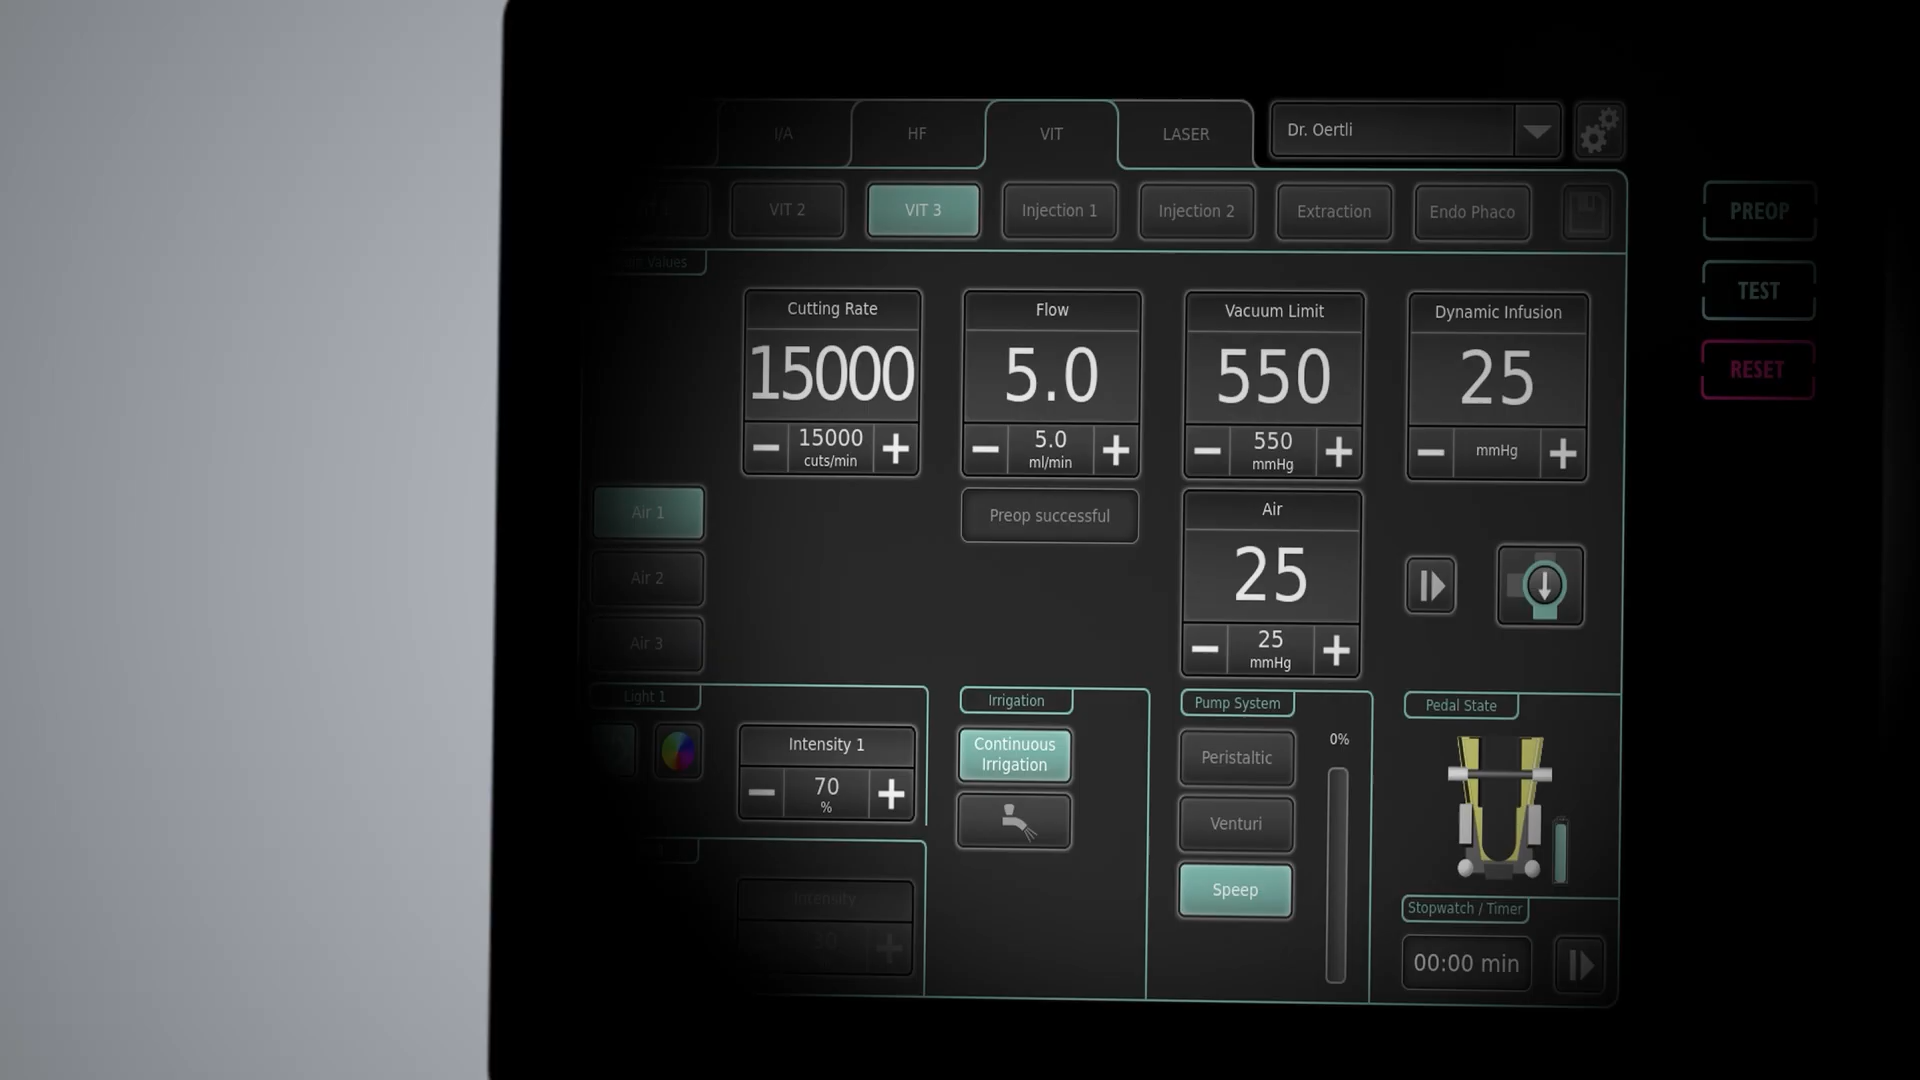 I/A
HF
VIT
LASER
Dr. Oertli
VIT 2
VIT 3
Injection 1
Injection 2
Extraction
Endo Phaco
PREOP
TEST
RESET
Values
Cutting Rate
15000
15000
cuts/min
Flow
5.0
5.0
ml/min
Vacuum Limit
550
550
mmHg
Dynamic Infusion
25
mmHg
Air 1
Air 2
Air 3
Preop successful
Air
25
25
mmHg
Light 1
Intensity 1
70
%
Intensity
30
Irrigation
Continuous
Irrigation
Pump System
Peristaltic
Venturi
Speep
0%
Pedal State
Stopwatch / Timer
00:00 min